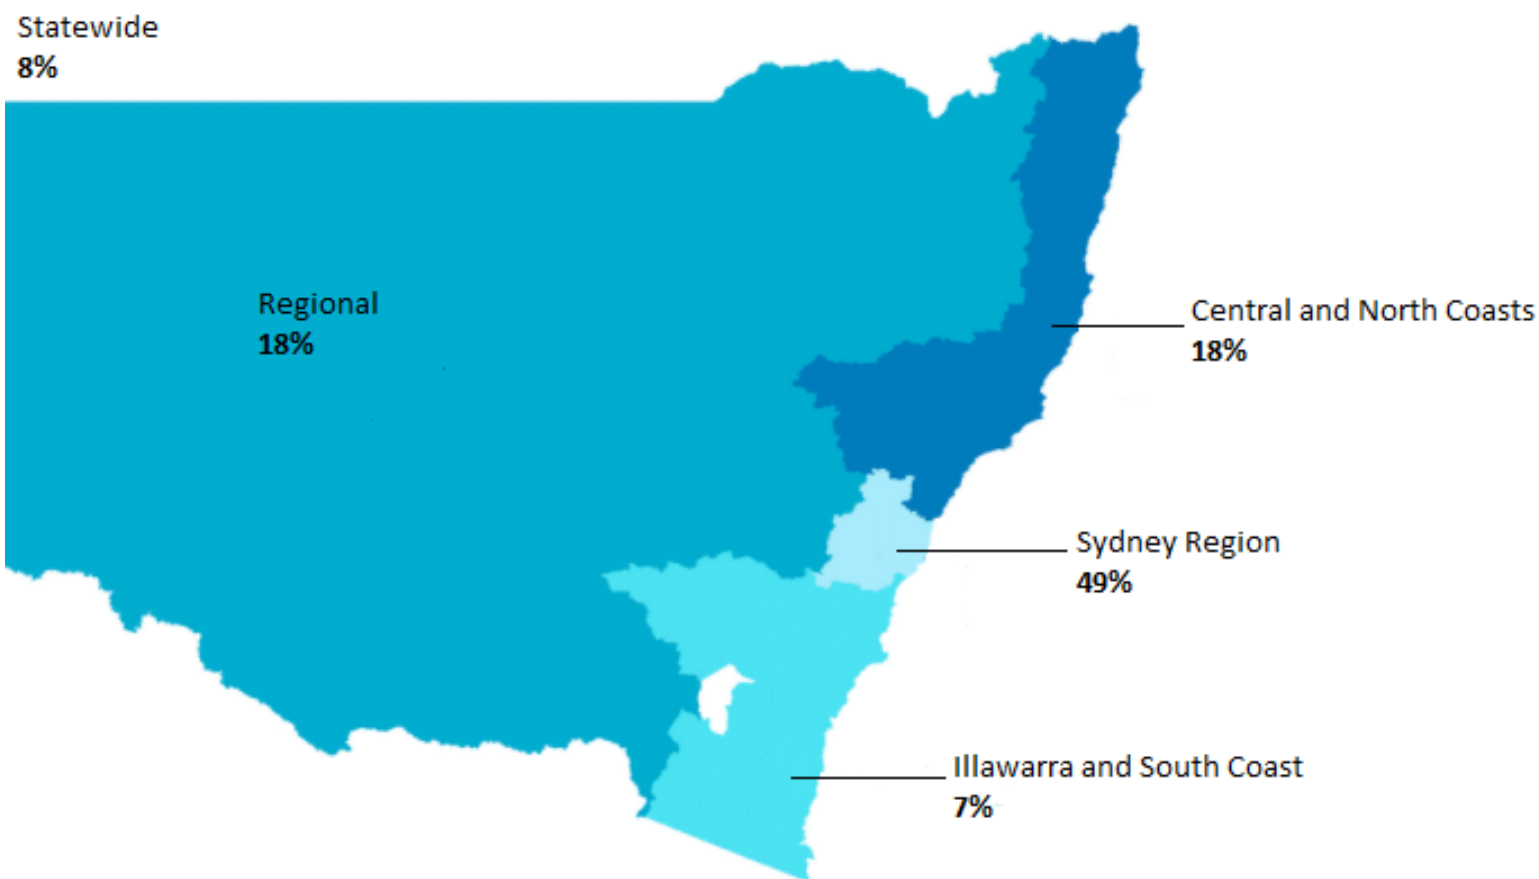 Statewide
8%
Regional
18%
Central and North Coasts
18%
Sydney Region
49%
Illawarra and South Coast
7%